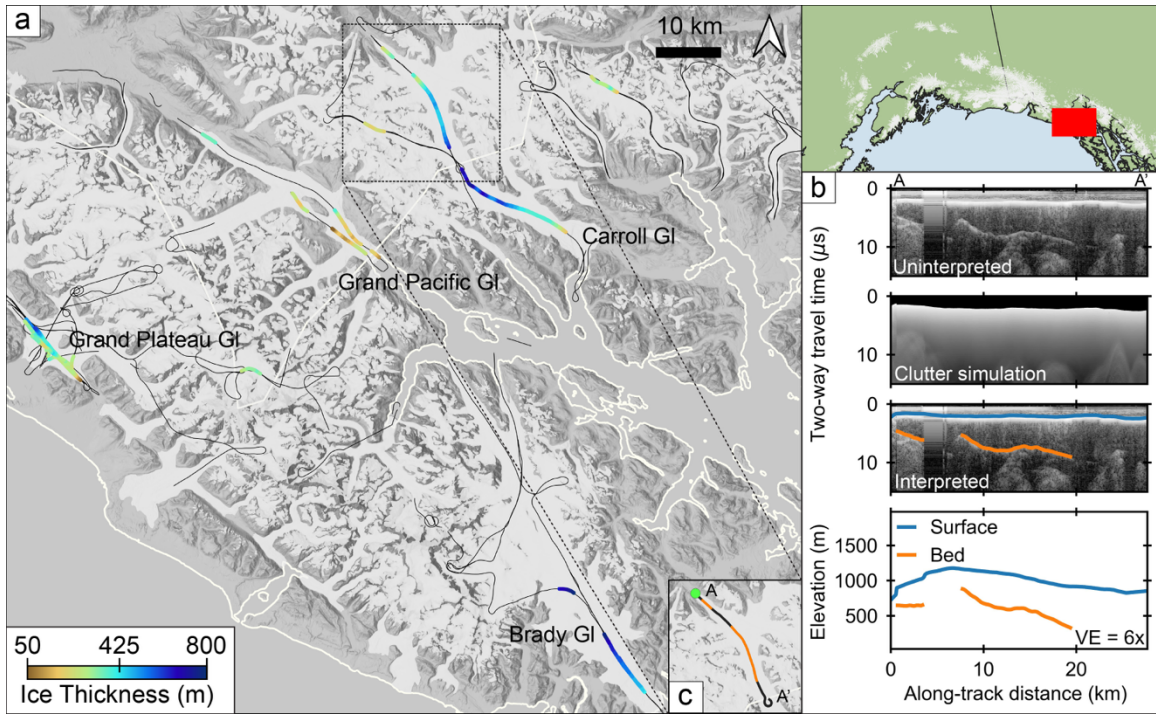 a
10 km
Carroll Gl
Grand Pacific Gl
Grand Plateau Gl
Brady Gl
50 425 800
Ice Thickness (m)
A
A'
c
b
A A'
0
10
Uninterpreted
0
10
Clutter simulation
0
10
Interpreted
Two-way travel time (µs)
1500
1000
500
Elevation (m)
Surface
Bed
VE = 6x
0 10 20
Along-track distance (km)